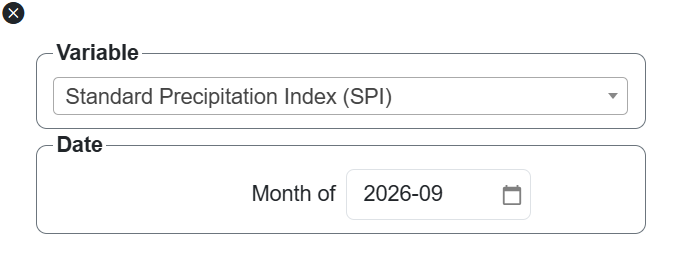 Variable
Standard Precipitation Index (SPI)
Date
Month of 2026-09